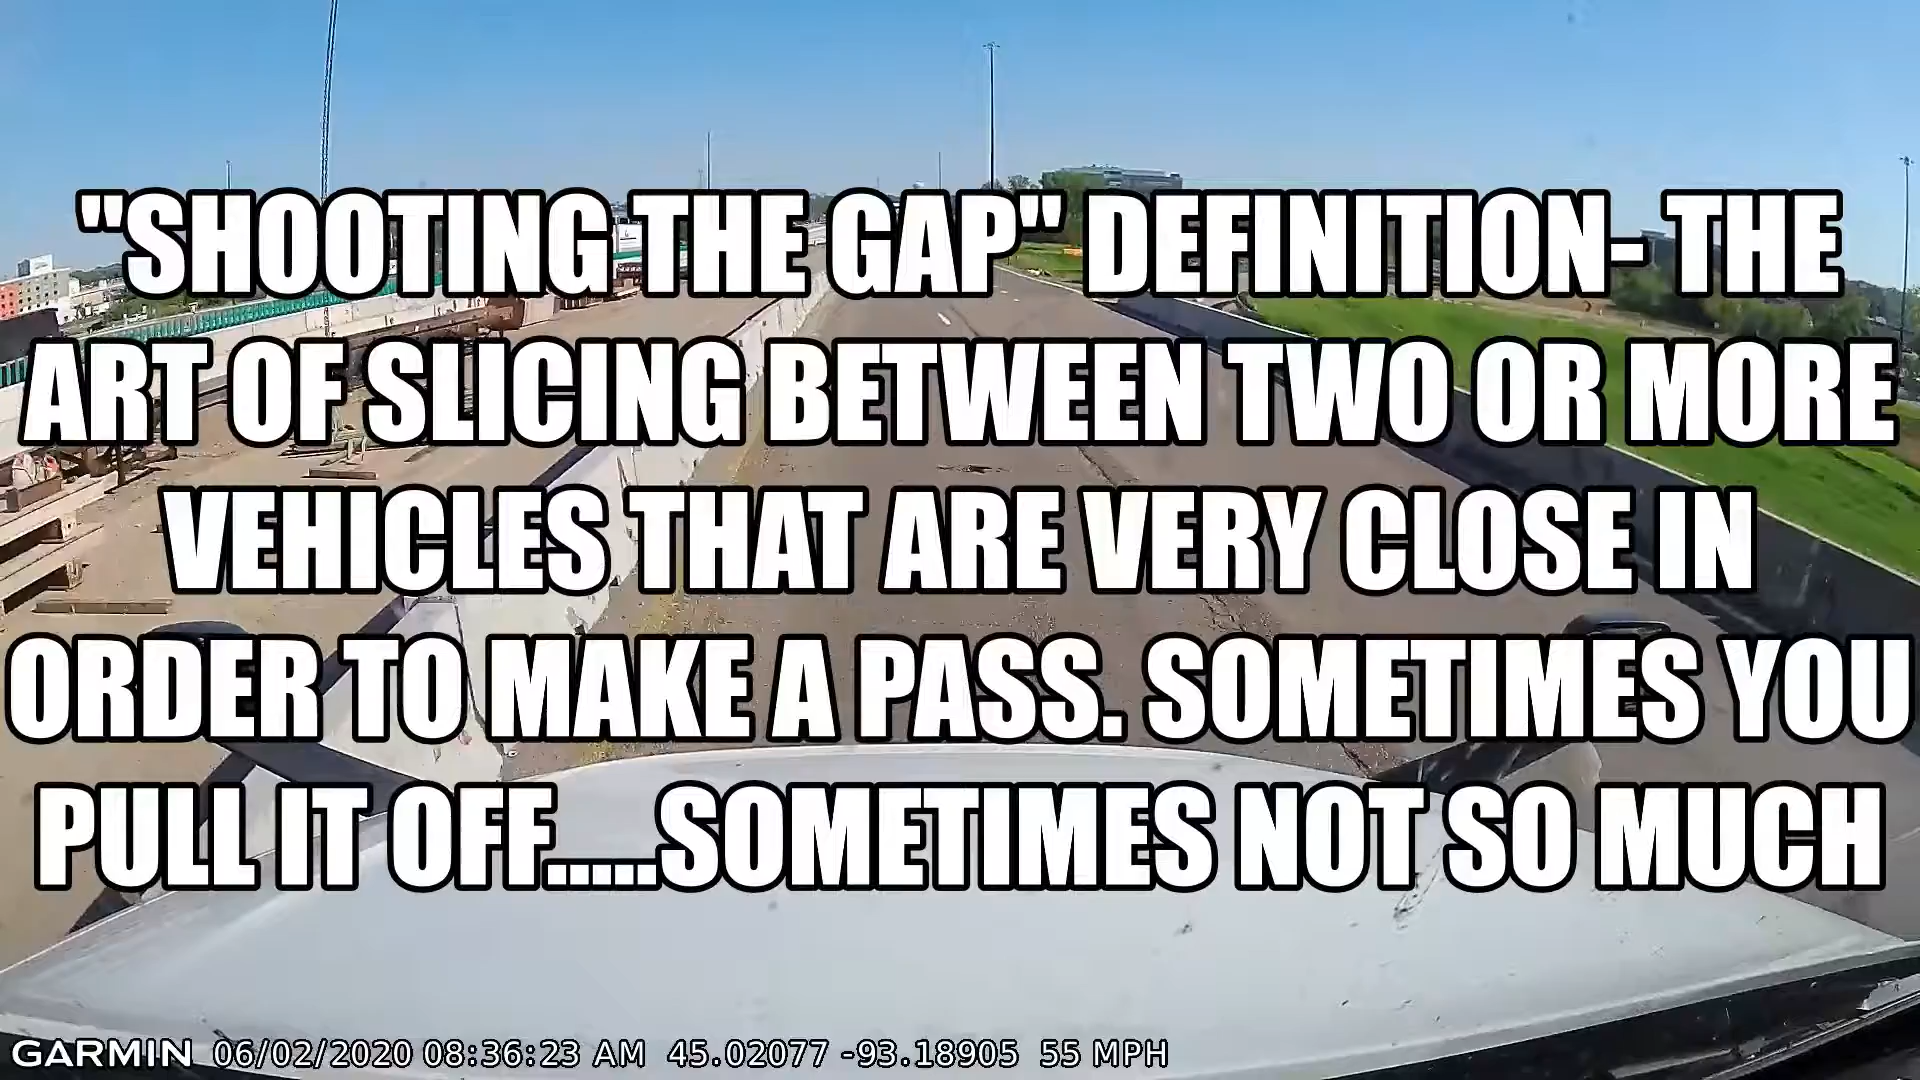 "SHOOTING THE GAP" DEFINITION- THE
ART OF SLICING BETWEEN TWO OR MORE
VEHICLES THAT ARE VERY CLOSE IN
ORDER TO MAKE A PASS. SOMETIMES YOU
PULL IT OFF.....SOMETIMES NOT SO MUCH
GARMIN 06/02/2020 08:36:23 AM 45.02077 -93.18905 55 MPH